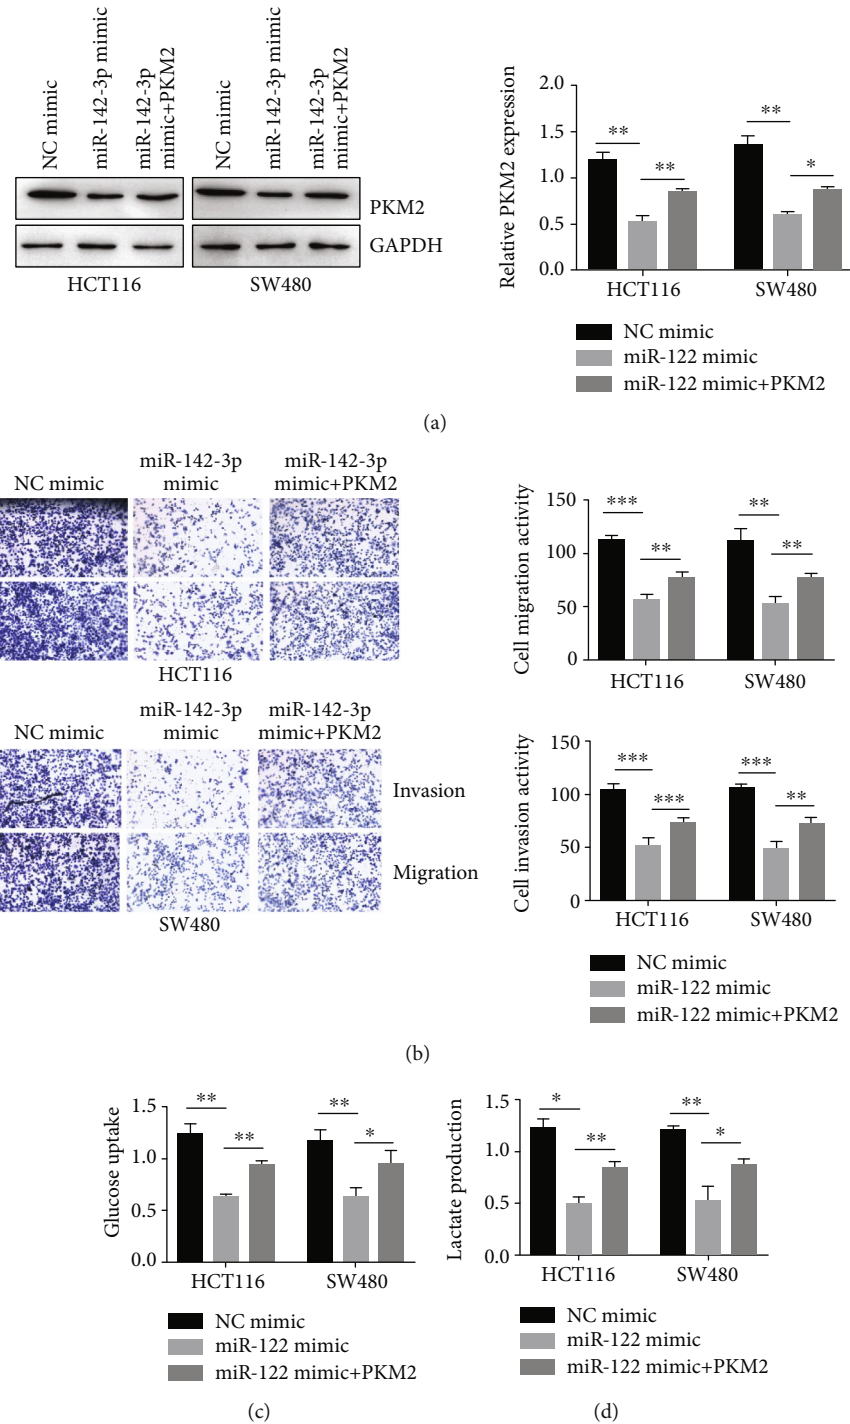 NC mimic
miR-142-3p mimic
miR-142-3p
mimic+PKM2
NC mimic
miR-142-3p mimic
miR-142-3p
mimic+PKM2
PKM2
GAPDH
HCT116
SW480
Relative PKM2 expression
2.0
1.5
1.0
0.5
0.0
**
**
**
*
HCT116
SW480
NC mimic
miR-122 mimic
miR-122 mimic+PKM2
(a)
NC mimic
miR-142-3p
mimic
miR-142-3p
mimic+PKM2
HCT116
NC mimic
miR-142-3p
mimic
miR-142-3p
mimic+PKM2
Invasion
Migration
SW480
Cell migration activity
150
100
50
0
***
**
**
**
HCT116
SW480
Cell invasion activity
150
100
50
0
***
***
***
**
HCT116
SW480
NC mimic
miR-122 mimic
miR-122 mimic+PKM2
(b)
Glucose uptake
1.5
1.0
0.5
0.0
**
**
**
*
HCT116
SW480
NC mimic
miR-122 mimic
miR-122 mimic+PKM2
(c)
Lactate production
1.5
1.0
0.5
0.0
*
**
**
*
HCT116
SW480
NC mimic
miR-122 mimic
miR-122 mimic+PKM2
(d)